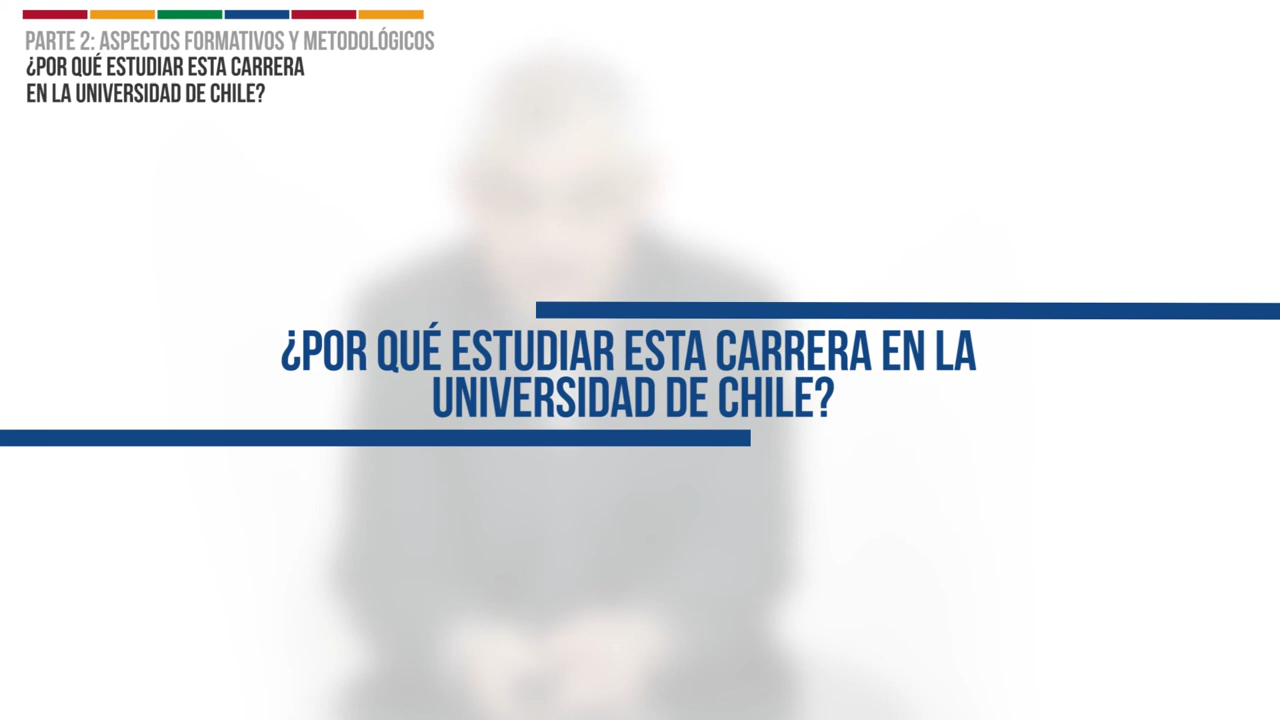 PARTE 2: ASPECTOS FORMATIVOS Y METODOLÓGICOS
¿POR QUÉ ESTUDIAR ESTA CARRERA
EN LA UNIVERSIDAD DE CHILE?
¿POR QUÉ ESTUDIAR ESTA CARRERA EN LA
UNIVERSIDAD DE CHILE?